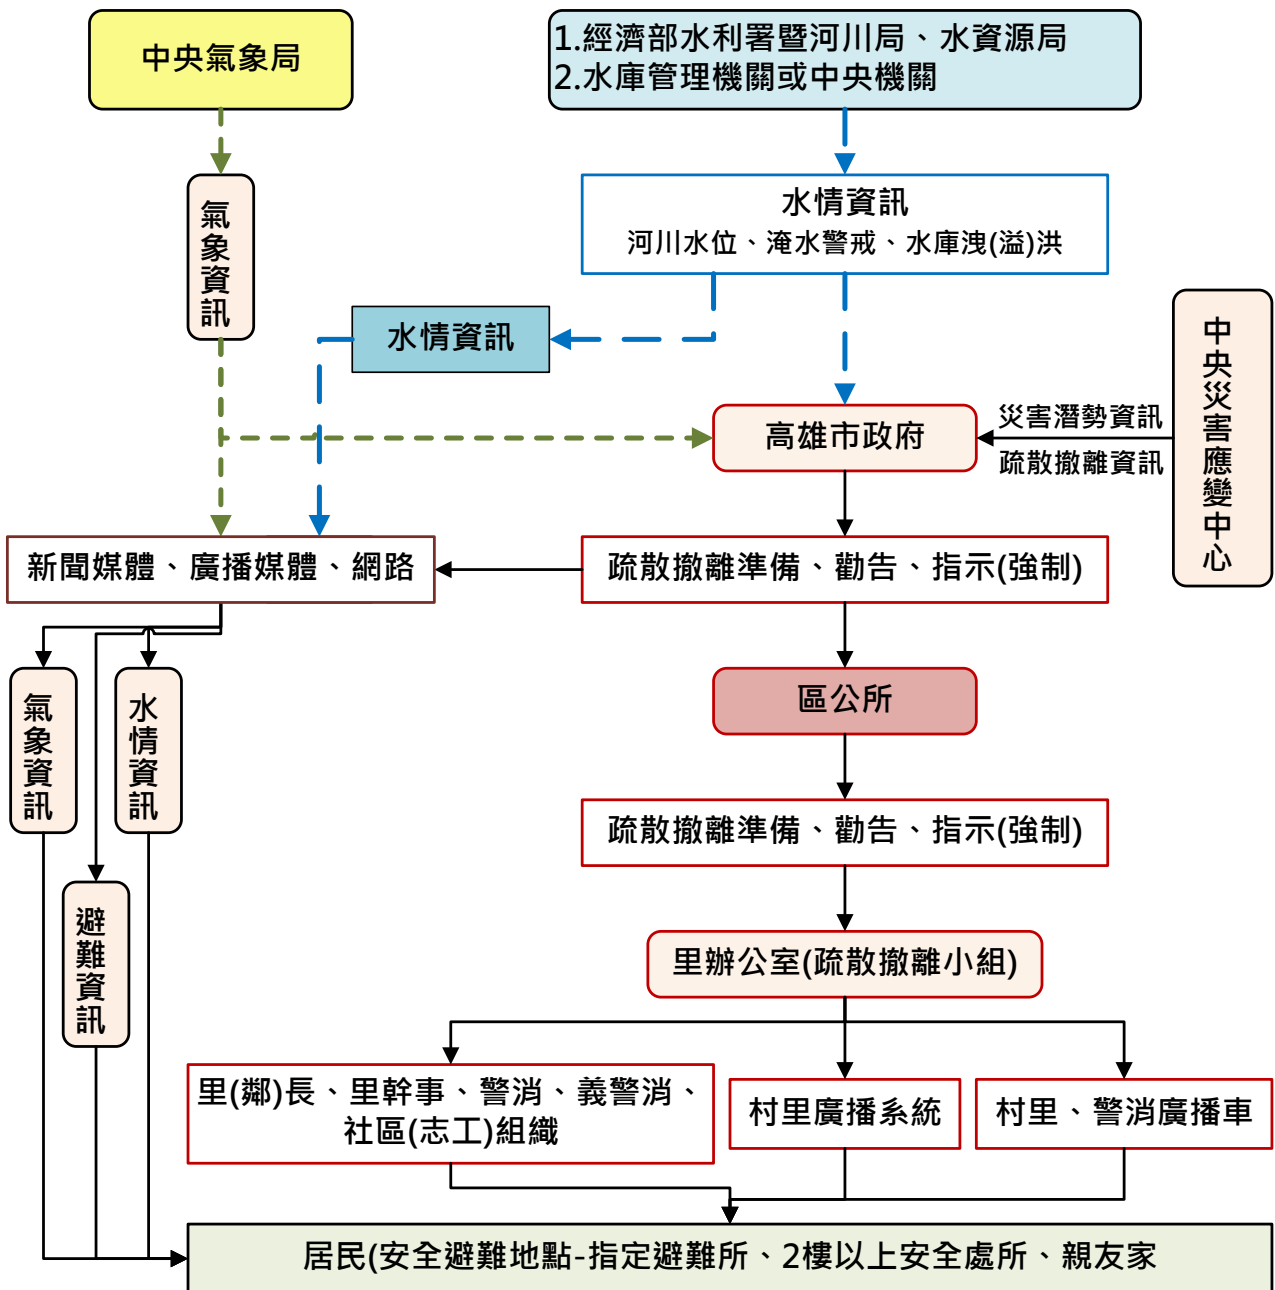 中央氣象局
1.經濟部水利署暨河川局、水資源局
2.水庫管理機關或中央機關
氣象資訊
水情資訊
河川水位、淹水警戒、水庫洩(溢)洪
水情資訊
中央災害應變中心
高雄市政府
災害潛勢資訊
疏散撤離資訊
新聞媒體、廣播媒體、網路
疏散撤離準備、勸告、指示(強制)
氣象資訊
水情資訊
區公所
疏散撤離準備、勸告、指示(強制)
避難資訊
里辦公室(疏散撤離小組)
里(鄰)長、里幹事、警消、義警消、
社區(志工)組織
村里廣播系統
村里、警消廣播車
居民(安全避難地點-指定避難所、2樓以上安全處所、親友家